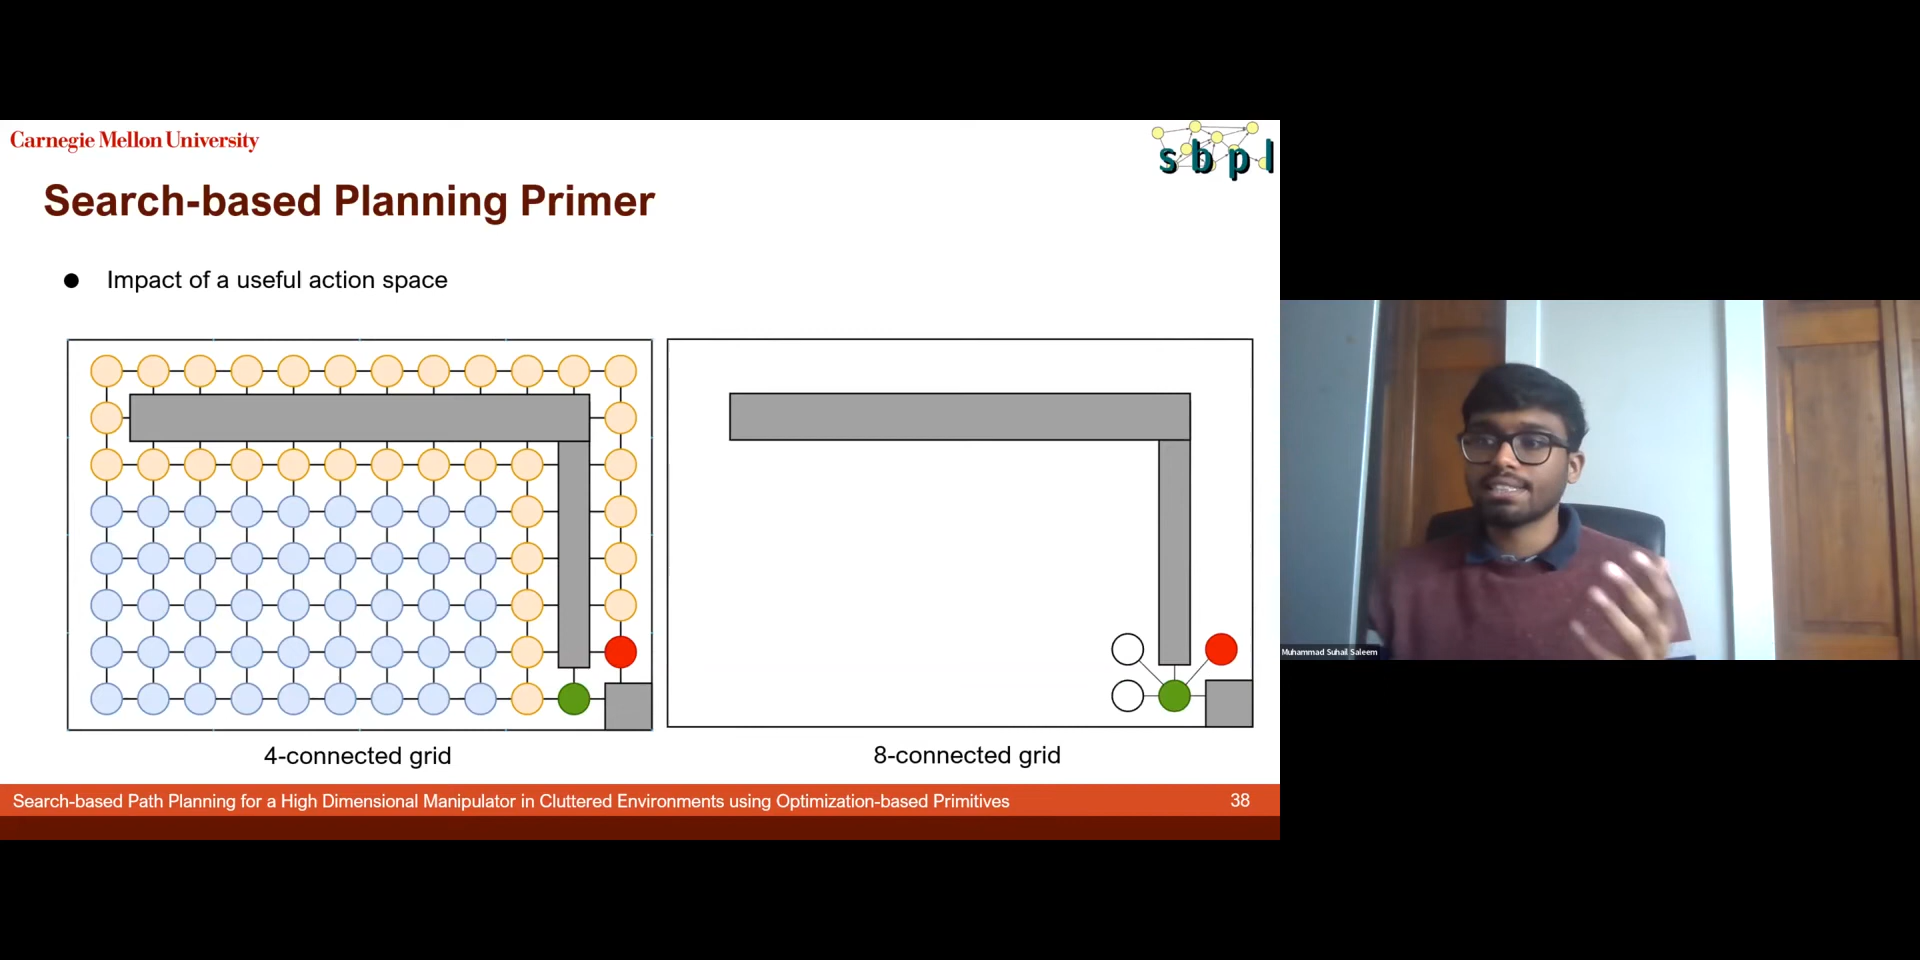 Carnegie Mellon University
sbpl
Search-based Planning Primer
● Impact of a useful action space
4-connected grid
8-connected grid
Search-based Path Planning for a High Dimensional Manipulator in Cluttered Environments using Optimization-based Primitives
38
Muhammad Suhail Saleem